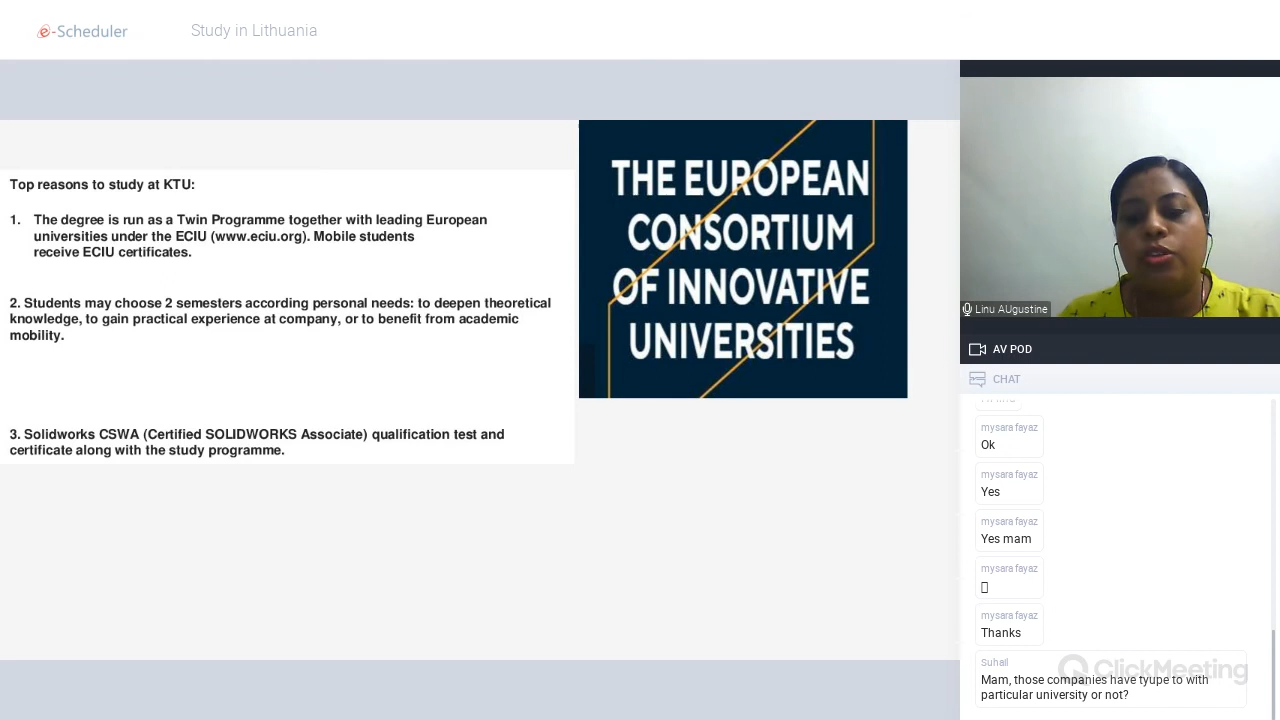 e-Scheduler
Study in Lithuania
Top reasons to study at KTU:
1. The degree is run as a Twin Programme together with leading European
universities under the ECIU (www.eciu.org). Mobile students
receive ECIU certificates.
2. Students may choose 2 semesters according personal needs: to deepen theoretical
knowledge, to gain practical experience at company, or to benefit from academic
mobility.
3. Solidworks CSWA (Certified SOLIDWORKS Associate) qualification test and
certificate along with the study programme.
THE EUROPEAN
CONSORTIUM
OF INNOVATIVE
UNIVERSITIES
Linu AUgustine
AV POD
CHAT
mysara fayaz
Ok
mysara fayaz
Yes
mysara fayaz
Yes mam
mysara fayaz
mysara fayaz
Thanks
Suhail
Mam, those companies have tyupe to with
particular university or not?
ClickMeeting